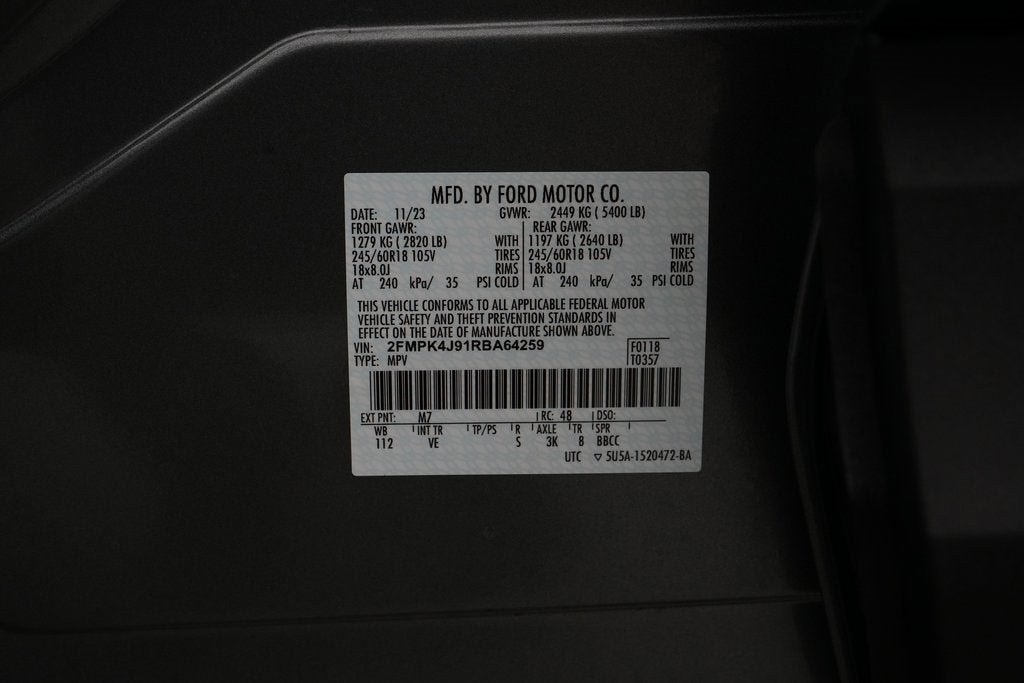 MFD. BY FORD MOTOR CO.
DATE: 11/23 GVWR: 2449 KG ( 5400 LB)
FRONT GAWR: REAR GAWR:
1279 KG ( 2820 LB) WITH 1197 KG ( 2640 LB) WITH
245/60R18 105V TIRES 245/60R18 105V TIRES
18x8.0J RIMS 18x8.0J RIMS
AT 240 kPa/ 35 PSI COLD AT 240 kPa/ 35 PSI COLD
THIS VEHICLE CONFORMS TO ALL APPLICABLE FEDERAL MOTOR
VEHICLE SAFETY AND THEFT PREVENTION STANDARDS IN
EFFECT ON THE DATE OF MANUFACTURE SHOWN ABOVE.
VIN: 2FMPK4J91RBA64259 F0118
TYPE: MPV T0357
EXT PNT: M7 RC: 48 DSO:
WB INT TR TP/PS R AXLE TR SPR
112 VE S 3K 8 BBCC
UTC ▽ 5U5A-1520472-BA